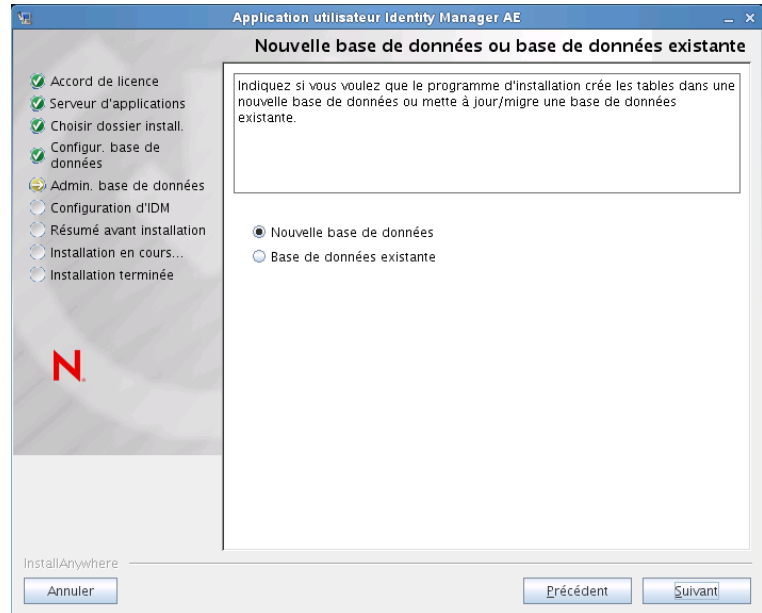 Application utilisateur Identity Manager AE
Nouvelle base de données ou base de données existante
Accord de licence
Serveur d'applications
Choisir dossier install.
Configur. base de
données
Admin. base de données
Configuration d'IDM
Résumé avant installation
Installation en cours...
Installation terminée
N.
Indiquez si vous voulez que le programme d'installation crée les tables dans une
nouvelle base de données ou mette à jour/migre une base de données
existante.
Nouvelle base de données
Base de données existante
InstallAnywhere
Annuler
Précédent
Suivant